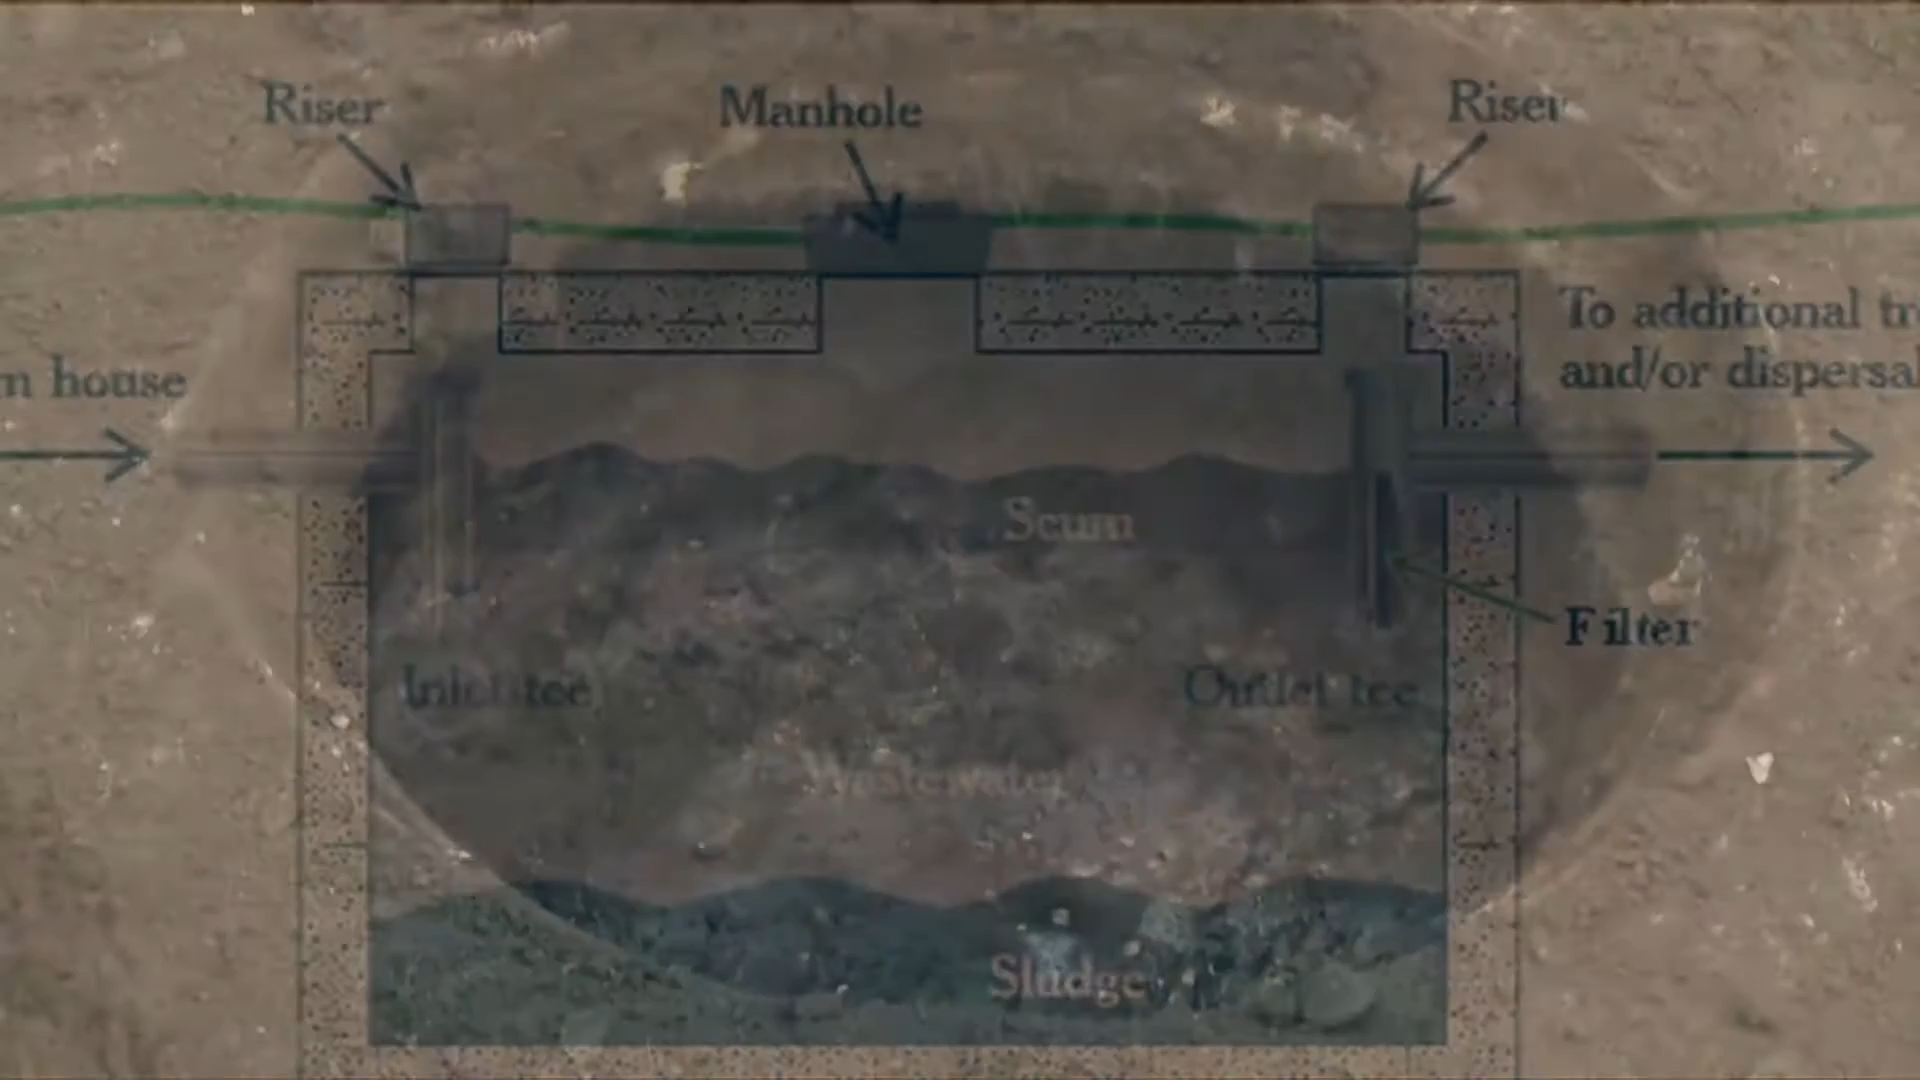 Riser
Manhole
Riser
To additional tr
m house
and/or dispersal
Scum
Filter
Inlet tee
Outlet tee
Wastewater
Sludge